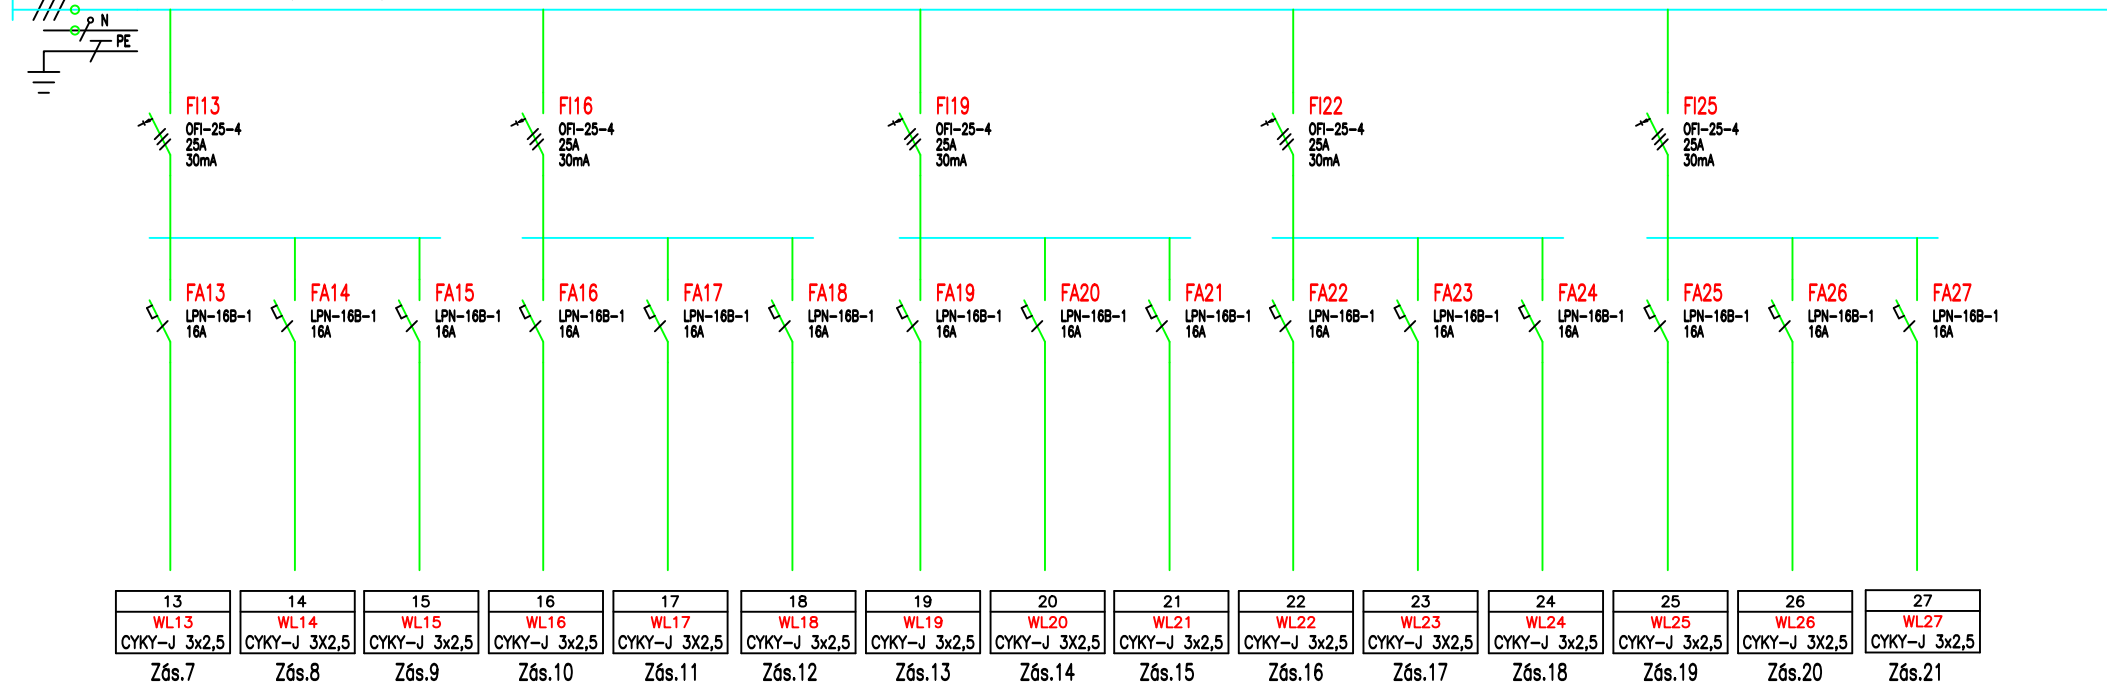 N
PE
FI13
OFI-25-4
25A
30mA
FI16
OFI-25-4
25A
30mA
FI19
OFI-25-4
25A
30mA
FI22
OFI-25-4
25A
30mA
FI25
OFI-25-4
25A
30mA
FA13
LPN-16B-1
16A
FA14
LPN-16B-1
16A
FA15
LPN-16B-1
16A
FA16
LPN-16B-1
16A
FA17
LPN-16B-1
16A
FA18
LPN-16B-1
16A
FA19
LPN-16B-1
16A
FA20
LPN-16B-1
16A
FA21
LPN-16B-1
16A
FA22
LPN-16B-1
16A
FA23
LPN-16B-1
16A
FA24
LPN-16B-1
16A
FA25
LPN-16B-1
16A
FA26
LPN-16B-1
16A
FA27
LPN-16B-1
16A
13
WL13
CYKY-J 3x2,5
Zás.7
14
WL14
CYKY-J 3X2,5
Zás.8
15
WL15
CYKY-J 3x2,5
Zás.9
16
WL16
CYKY-J 3x2,5
Zás.10
17
WL17
CYKY-J 3X2,5
Zás.11
18
WL18
CYKY-J 3x2,5
Zás.12
19
WL19
CYKY-J 3x2,5
Zás.13
20
WL20
CYKY-J 3X2,5
Zás.14
21
WL21
CYKY-J 3x2,5
Zás.15
22
WL22
CYKY-J 3x2,5
Zás.16
23
WL23
CYKY-J 3X2,5
Zás.17
24
WL24
CYKY-J 3x2,5
Zás.18
25
WL25
CYKY-J 3x2,5
Zás.19
26
WL26
CYKY-J 3X2,5
Zás.20
27
WL27
CYKY-J 3x2,5
Zás.21